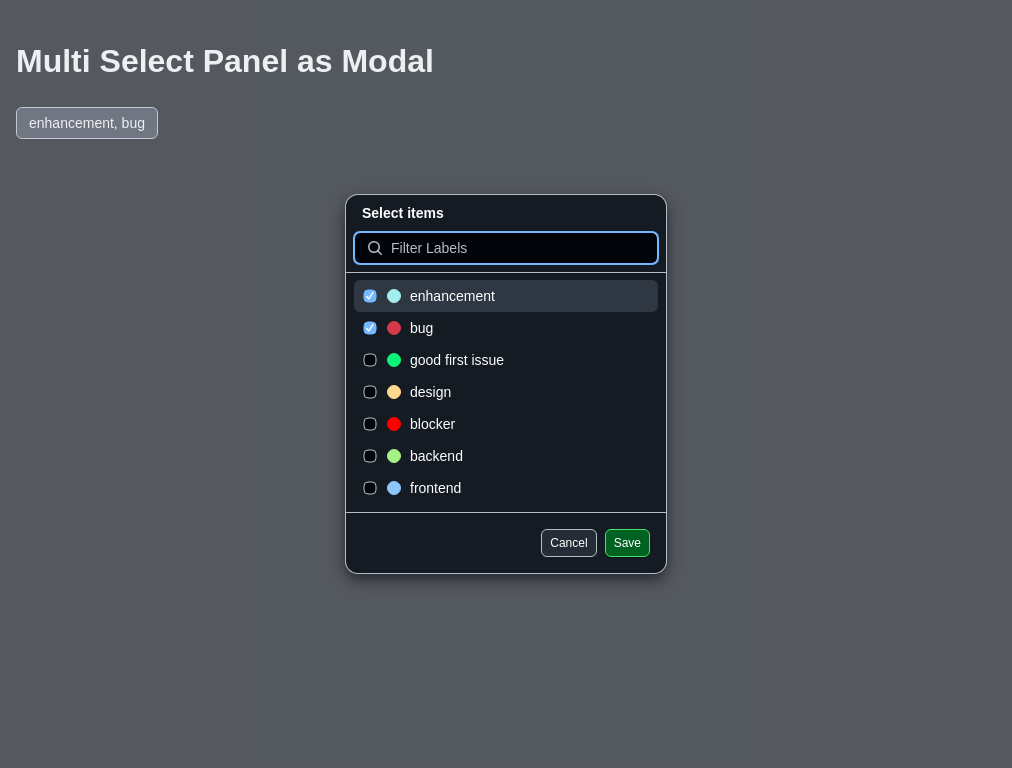 Multi Select Panel as Modal
enhancement, bug
Select items
Filter Labels
enhancement
bug
good first issue
design
blocker
backend
frontend
Cancel Save